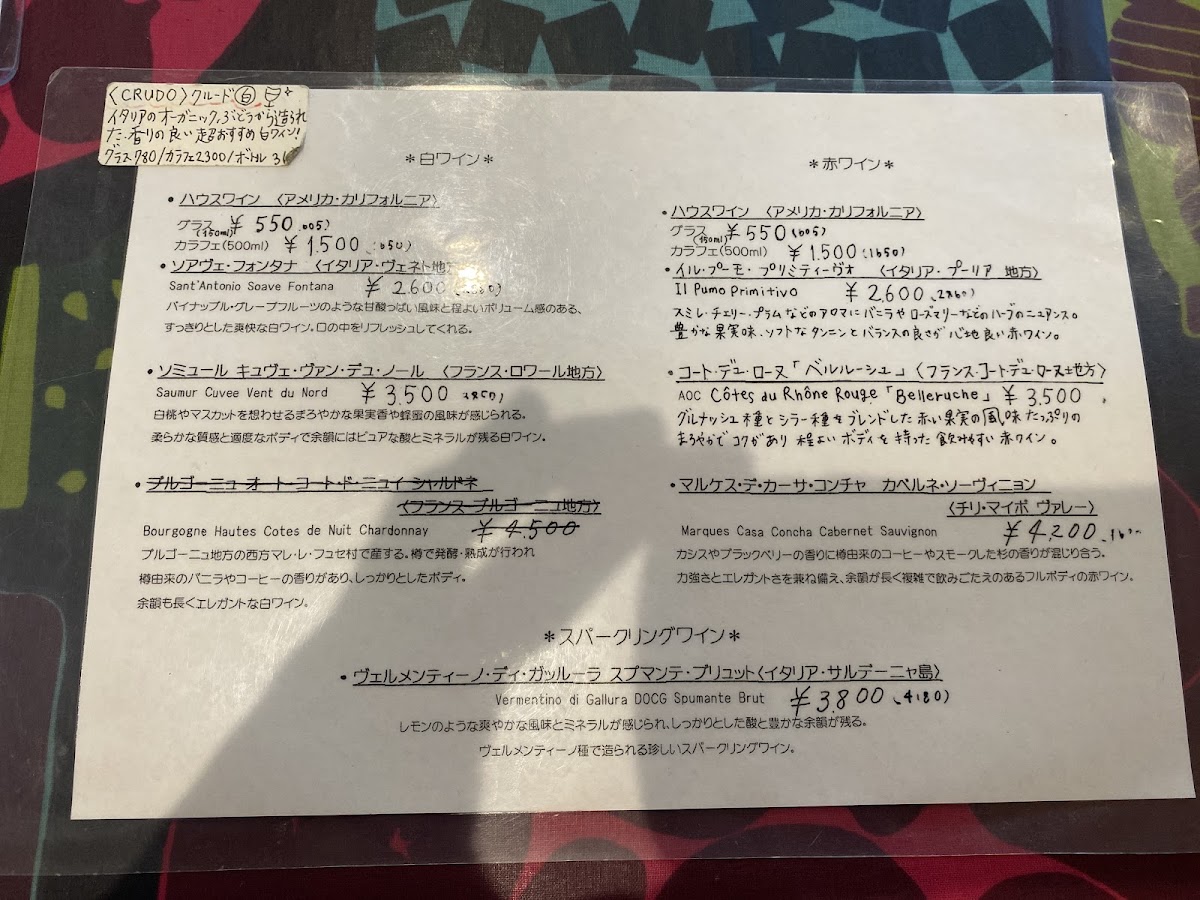 〈CRUDO〉クルード白
イタリアのオーガニックぶどうから造られ
た、香りの良い超おすすめ白ワイン!
グラス780/カラフェ2300/ボトル
＊白ワイン＊
•ハウスワイン 〈アメリカ・カリフォルニア〉
グラス(150ml) ¥550
カラフェ(500ml) ¥1.500
•ソアヴェ・フォンタナ 〈イタリア・ヴェネト地方
Sant'Antonio Soave Fontana ¥2.600
パイナップル・グレープフルーツのような甘酸っぱい風味と程よいボリューム感のある、
すっきりとした爽快な白ワイン。口の中をリフレッシュしてくれる。
•ソミュール キュヴェ・ヴァン・デュ・ノール 〈フランス・ロワール地方〉
Saumur Cuvee Vent du Nord ¥3.500
白桃やマスカットを想わせるまろやかな果実香や蜂蜜の風味が感じられる。
柔らかな質感と適度なボディで余韻にはピュアな酸とミネラルが残る白ワイン。
•ブルゴーニュ オート・コート・ド・ニュイ シャルドネ
〈フランス・ブルゴーニュ地方〉
Bourgogne Hautes Cotes de Nuit Chardonnay ¥4.500
ブルゴーニュ地方の西方マレ・レ・フュセ村で産する。樽で発酵・熟成が行われ
樽由来のバニラやコーヒーの香りがあり、しっかりとしたボディ。
余韻も長くエレガントな白ワイン。
＊赤ワイン＊
•ハウスワイン 〈アメリカ・カリフォルニア〉
グラス(150ml) ¥550(605)
カラフェ(500ml) ¥1.500(1650)
•イル・プーモ・プリミティーヴォ 〈イタリア・プーリア 地方〉
Il Pumo Primitivo ¥2,600(2860)
スミレ・チェリー・プラムなどのアロマにバニラやローズマリーなどのハーブのニュアンス。
豊かな果実味、ソフトなタンニンとバランスの良さが心地良い赤ワイン。
•コート・デュ・ローヌ「ベルルーシュ」〈フランス・コート・デュ・ローヌ地方〉
AOC Côtes du Rhône Rouge「Belleruche」 ¥3,500
グルナッシュ種とシラー種をブレンドした赤い果実の風味たっぷりの
まろやかでコクがあり 程よいボディを持った飲みやすい赤ワイン。
•マルケス・デ・カーサ・コンチャ カベルネ・ソーヴィニヨン
〈チリ・マイポ ヴァレー〉
Marques Casa Concha Cabernet Sauvignon ¥4,200
カシスやブラックベリーの香りに樽由来のコーヒーやスモークした杉の香りが混じり合う。
力強さとエレガントさを兼ね備え、余韻が長く複雑で飲みごたえのあるフルボディの赤ワイン。
＊スパークリングワイン＊
•ヴェルメンティーノ・ディ・ガッルーラ スプマンテ・ブリュット〈イタリア・サルデーニャ島〉
Vermentino di Gallura DOCG Spumante Brut ¥3.800(4180)
レモンのような爽やかな風味とミネラルが感じられ、しっかりとした酸と豊かな余韻が残る。
ヴェルメンティーノ種で造られる珍しいスパークリングワイン。